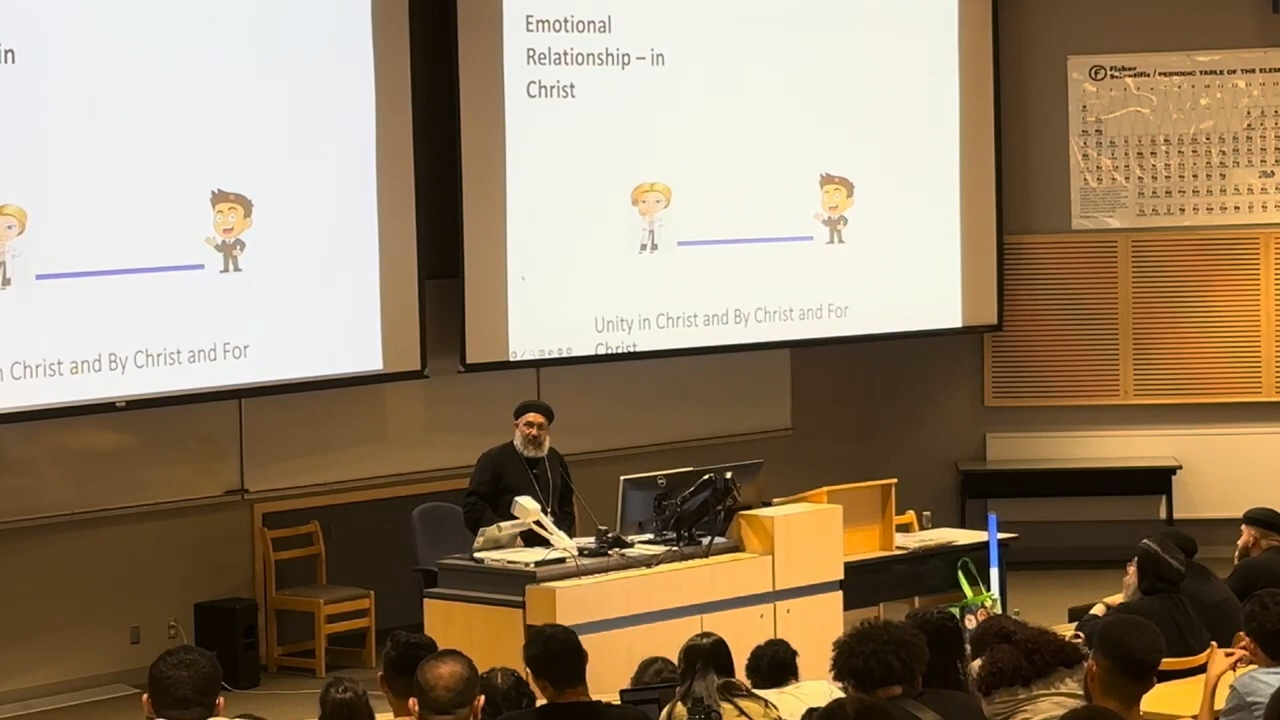 in
Christ and By Christ and For
Emotional
Relationship – in
Christ
Unity in Christ and By Christ and For
Christ
Fisher
Scientific / PERIODIC TABLE OF THE ELEM
DELL